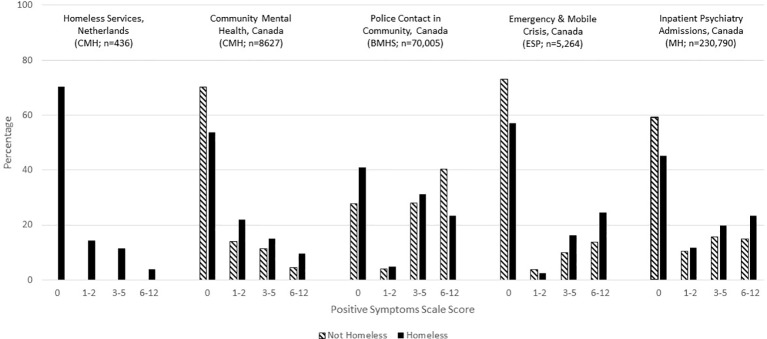 100
80
60
40
20
0
Percentage
Homeless Services,
Netherlands
(CMH; n=436)
Community Mental
Health, Canada
(CMH; n=8627)
Police Contact in
Community, Canada
(BMHS; n=70,005)
Emergency & Mobile
Crisis, Canada
(ESP; n=5,264)
Inpatient Psychiatry
Admissions, Canada
(MH; n=230,790)
0 1-2 3-5 6-12 0 1-2 3-5 6-12 0 1-2 3-5 6-12 0 1-2 3-5 6-12 0 1-2 3-5 6-12
Positive Symptoms Scale Score
Not Homeless Homeless